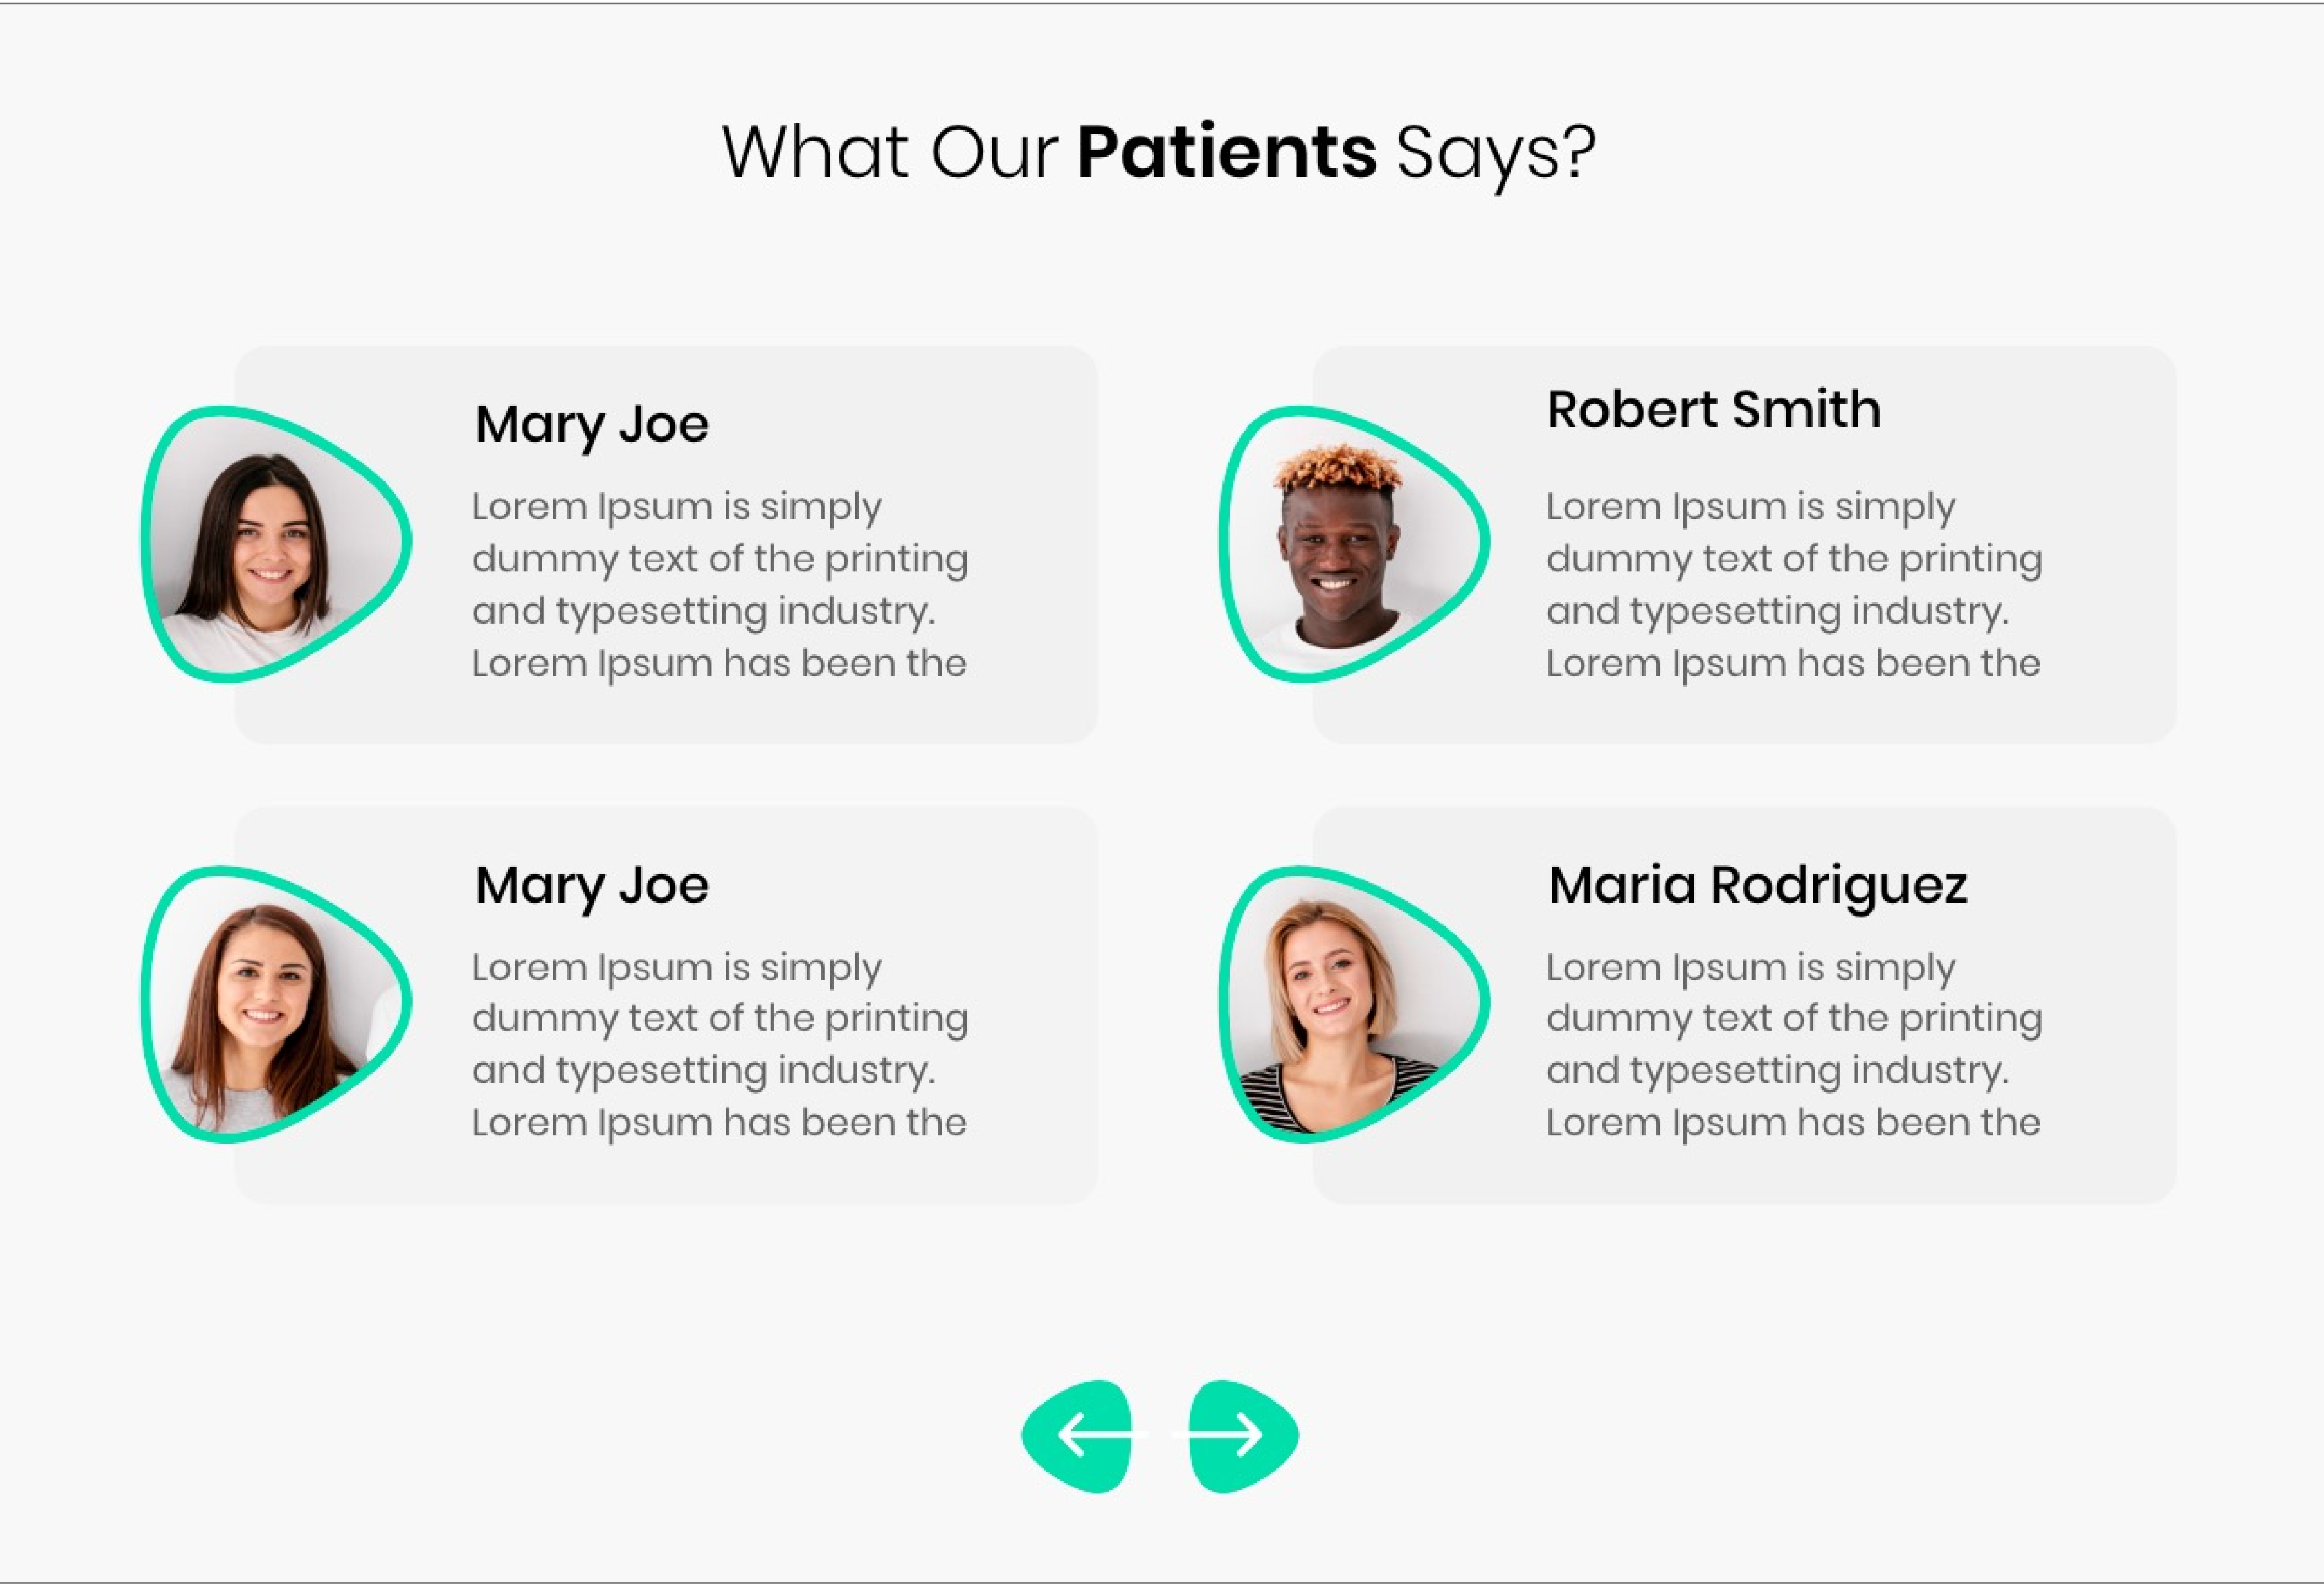 What Our Patients Says?
Mary Joe
Lorem Ipsum is simply
dummy text of the printing
and typesetting industry.
Lorem Ipsum has been the
Robert Smith
Lorem Ipsum is simply
dummy text of the printing
and typesetting industry.
Lorem Ipsum has been the
Mary Joe
Lorem Ipsum is simply
dummy text of the printing
and typesetting industry.
Lorem Ipsum has been the
Maria Rodriguez
Lorem Ipsum is simply
dummy text of the printing
and typesetting industry.
Lorem Ipsum has been the